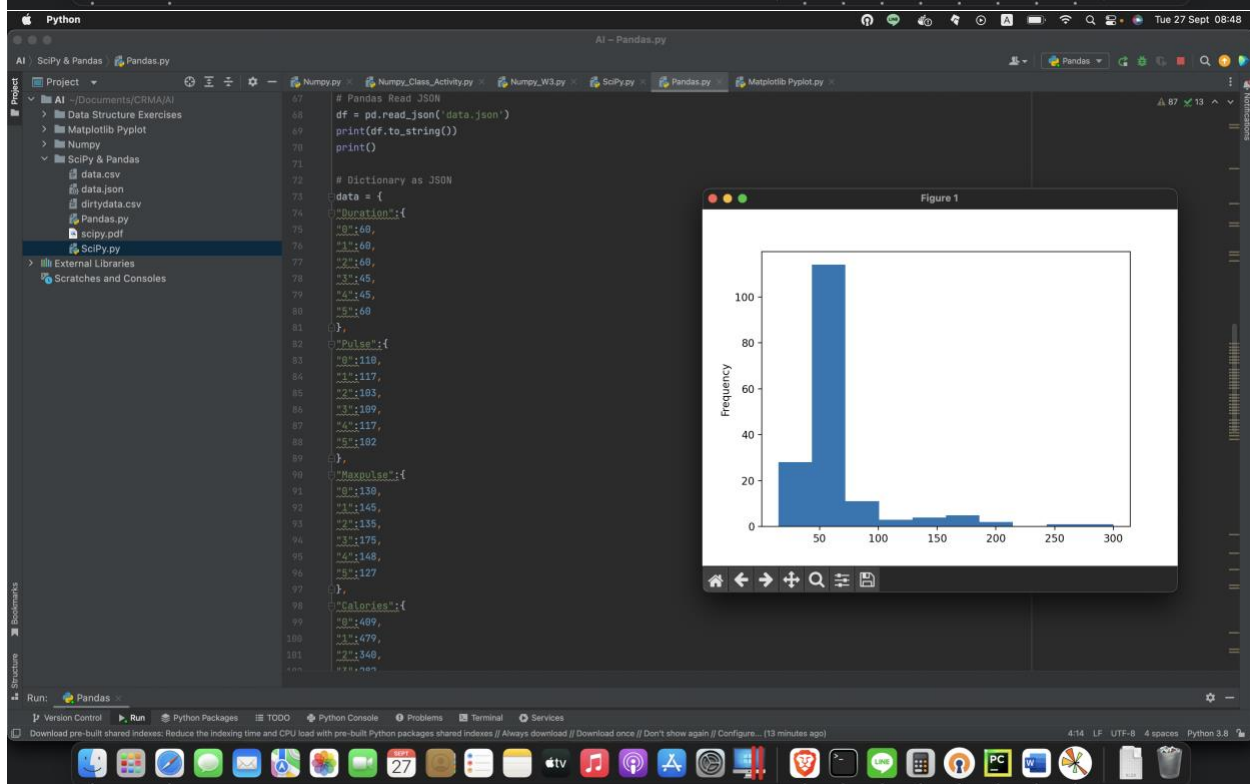 Python
Tue 27 Sept 08:48
AI – Pandas.py
AI
SciPy & Pandas
Pandas.py
Pandas
Project
Project
Numpy.py
Numpy_Class_Activity.py
Numpy_W3.py
SciPy.py
Pandas.py
Matplotlib Pyplot.py
AI ~/Documents/CRMA/AI
Data Structure Exercises
Matplotlib Pyplot
Numpy
SciPy & Pandas
data.csv
data.json
dirtydata.csv
Pandas.py
scipy.pdf
SciPy.py
External Libraries
Scratches and Consoles
87 13
Notifications
67 # Pandas Read JSON
68 df = pd.read_json('data.json')
69 print(df.to_string())
70 print()
71
72 # Dictionary as JSON
73 data = {
74 "Duration":{
75 "0":60,
76 "1":60,
77 "2":60,
78 "3":45,
79 "4":45,
80 "5":60
81 },
82 "Pulse":{
83 "0":110,
84 "1":117,
85 "2":103,
86 "3":109,
87 "4":117,
88 "5":102
89 },
90 "Maxpulse":{
91 "0":130,
92 "1":145,
93 "2":135,
94 "3":175,
95 "4":148,
96 "5":127
97 },
98 "Calories":{
99 "0":409,
100 "1":479,
101 "2":340,
Figure 1
Frequency
100
80
60
40
20
0
50 100 150 200 250 300
Bookmarks
Structure
Run: Pandas
Version Control Run Python Packages TODO Python Console Problems Terminal Services
Download pre-built shared indexes: Reduce the indexing time and CPU load with pre-built Python packages shared indexes // Always download // Download once // Don't show again // Configure... (13 minutes ago)
4:14 LF UTF-8 4 spaces Python 3.8
SEPT
27
tv
PC